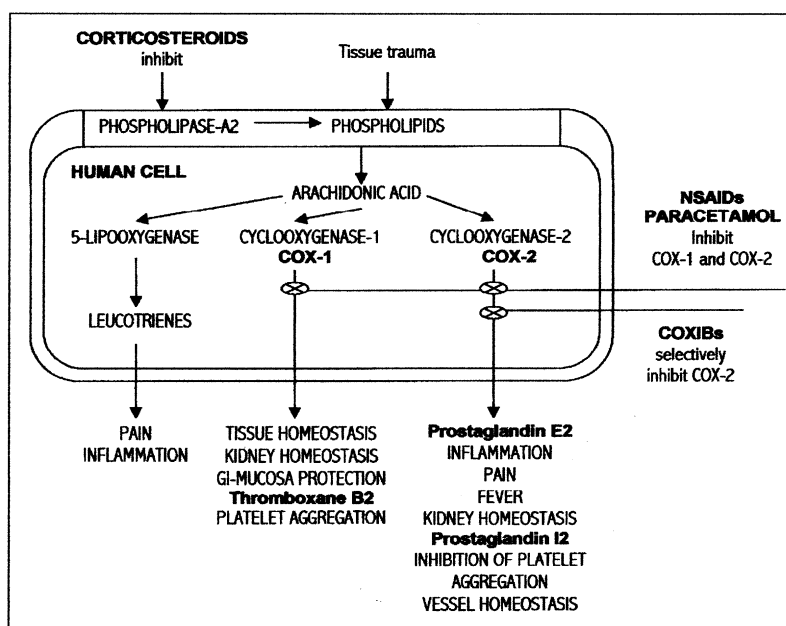 CORTICOSTEROIDS
inhibit
Tissue trauma
PHOSPHOLIPASE-A2
PHOSPHOLIPIDS
HUMAN CELL
ARACHIDONIC ACID
5-LIPOOXYGENASE
CYCLOOXYGENASE-1
COX-1
CYCLOOXYGENASE-2
COX-2
NSAIDs
PARACETAMOL
Inhibit
COX-1 and COX-2
LEUCOTRIENES
COXIBs
selectively
inhibit COX-2
PAIN
INFLAMMATION
TISSUE HOMEOSTASIS
KIDNEY HOMEOSTASIS
GI-MUCOSA PROTECTION
Thromboxane B2
PLATELET AGGREGATION
Prostaglandin E2
INFLAMMATION
PAIN
FEVER
KIDNEY HOMEOSTASIS
Prostaglandin I2
INHIBITION OF PLATELET
AGGREGATION
VESSEL HOMEOSTASIS